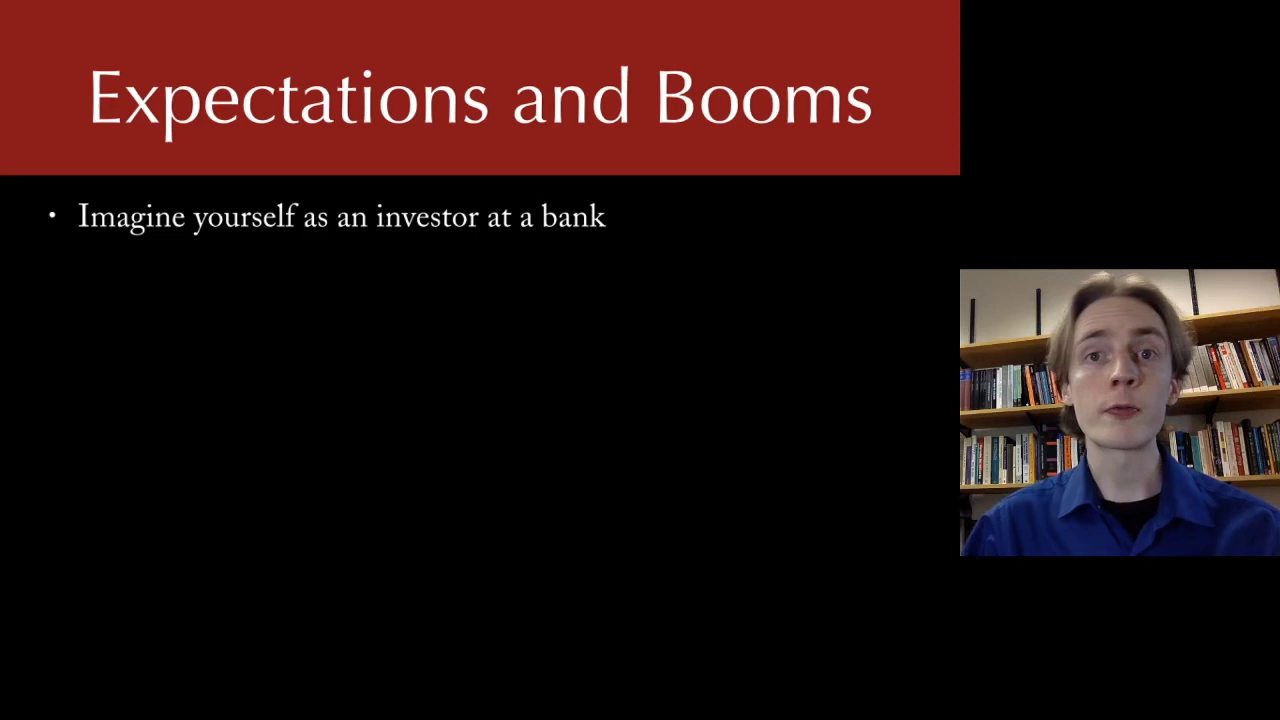 Expectations and Booms
• Imagine yourself as an investor at a bank